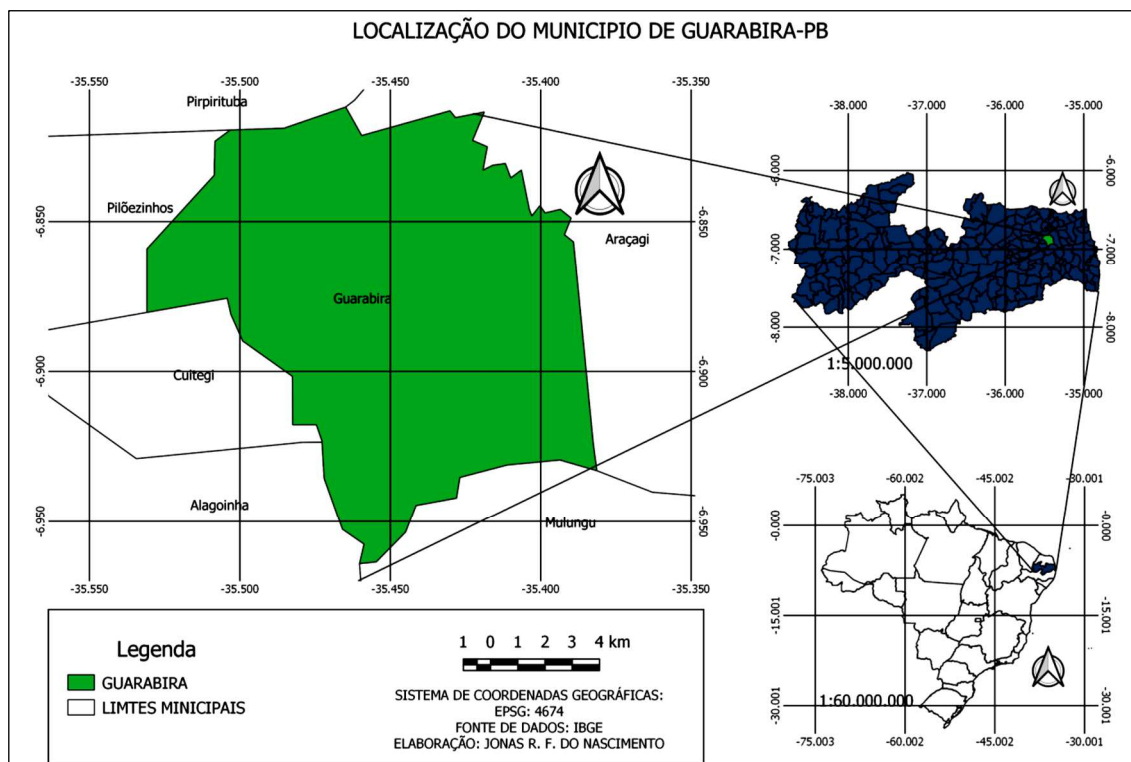 LOCALIZAÇÃO DO MUNICIPIO DE GUARABIRA-PB
-35.550 -35.500 -35.450 -35.400 -35.350
Pirpirituba
Pilõezinhos
-6.850 -6.850
Araçagi
Guarabira
Cuitegi
-6.900 -6.900
Alagoinha
-6.950 -6.950
Mulungu
-35.550 -35.500 -35.450 -35.400 -35.350
-38.000 -37.000 -36.000 -35.000
-6.000 -6.000
-7.000 -7.000
-8.000 -8.000
1:5.000.000
-38.000 -37.000 -36.000 -35.000
-75.003 -60.002 -45.002 -30.001
-0.000 -0.000
-15.001 -15.001
-30.001 -30.001
1:60.000.000
-75.003 -60.002 -45.002 -30.001
Legenda
GUARABIRA
LIMTES MINICIPAIS
1 0 1 2 3 4 km
SISTEMA DE COORDENADAS GEOGRÁFICAS:
EPSG: 4674
FONTE DE DADOS: IBGE
ELABORAÇÃO: JONAS R. F. DO NASCIMENTO